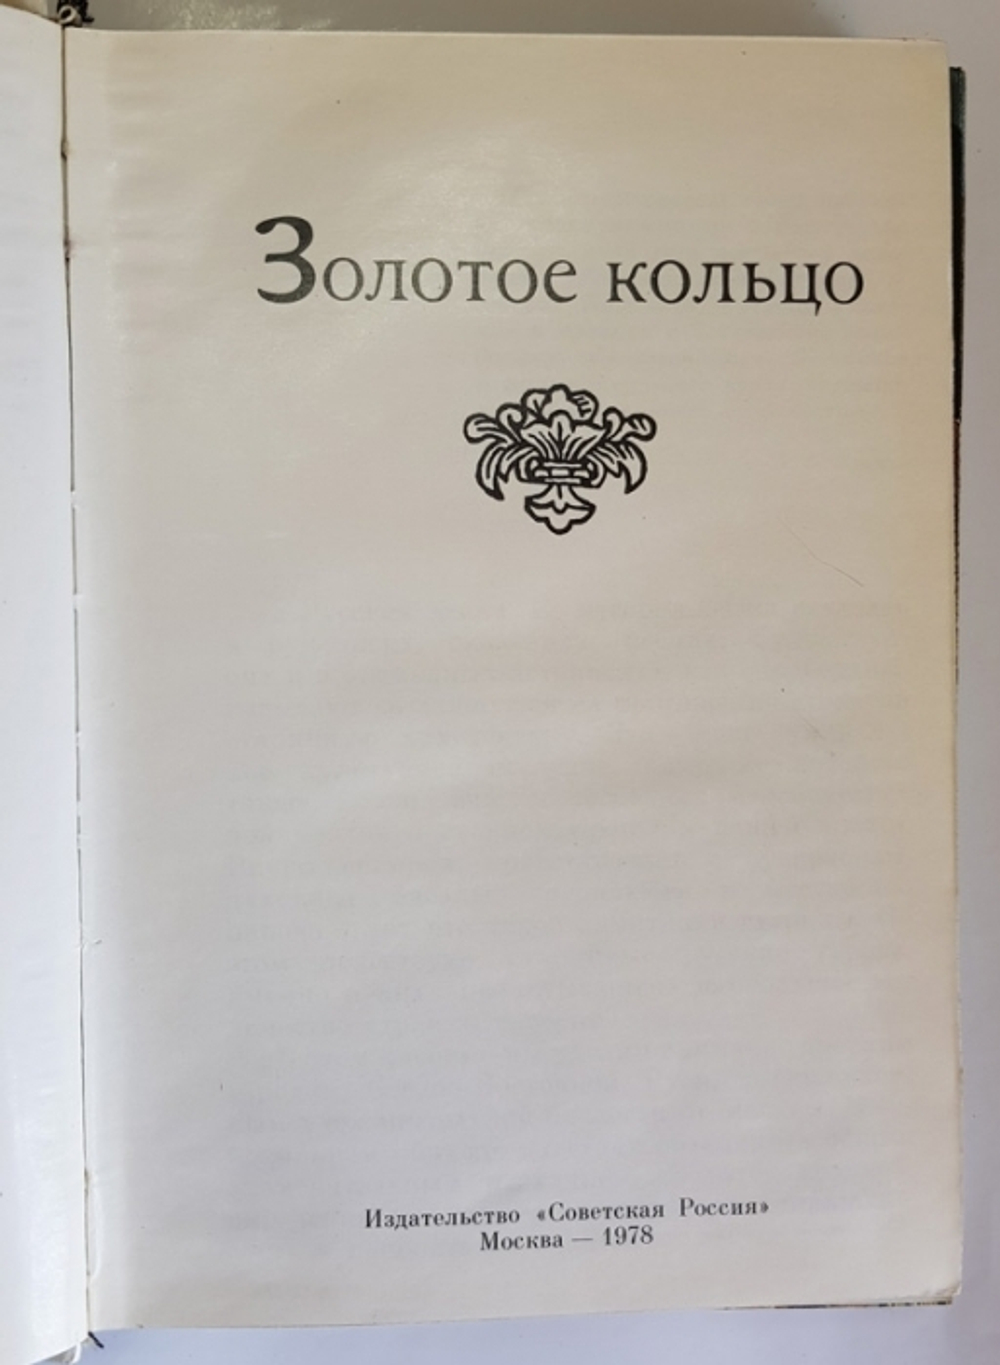 Золотое кольцо
Издательство «Советская Россия»
Москва — 1978